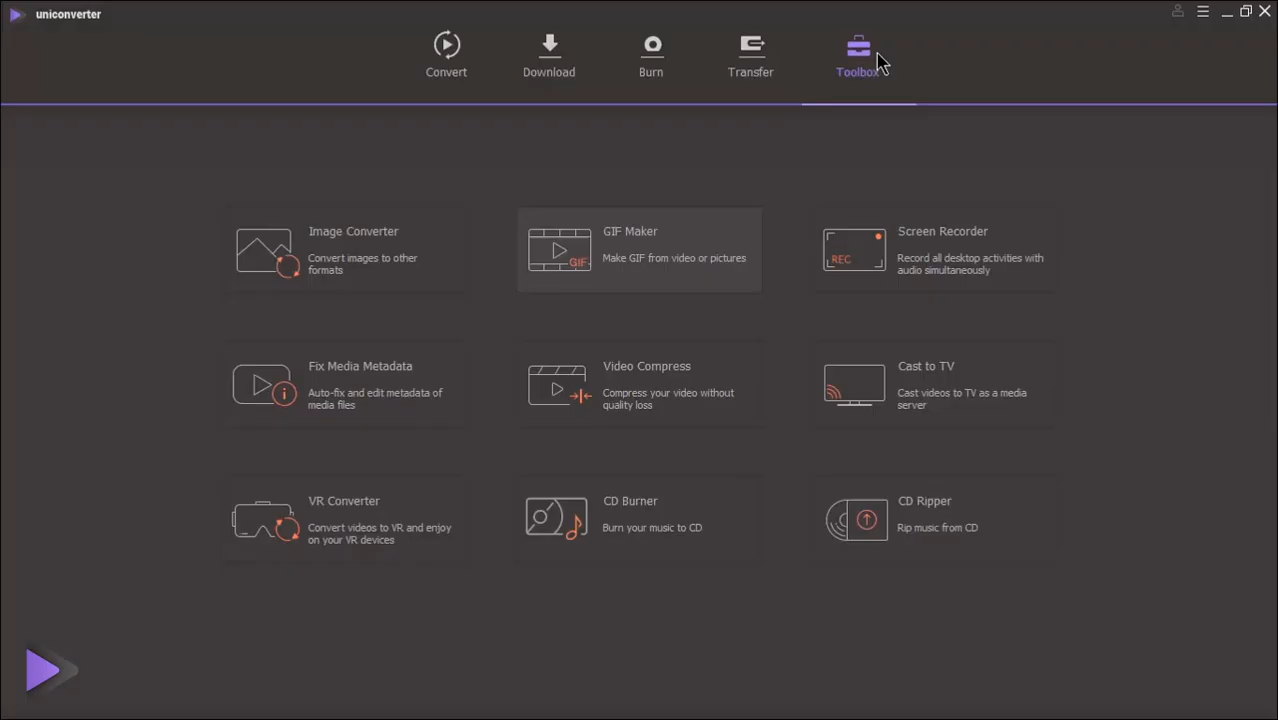 uniconverter
Convert
Download
Burn
Transfer
Toolbox
Image Converter
Convert images to other
formats
GIF
GIF Maker
Make GIF from video or pictures
REC
Screen Recorder
Record all desktop activities with
audio simultaneously
Fix Media Metadata
Auto-fix and edit metadata of
media files
Video Compress
Compress your video without
quality loss
Cast to TV
Cast videos to TV as a media
server
VR Converter
Convert videos to VR and enjoy
on your VR devices
CD Burner
Burn your music to CD
CD Ripper
Rip music from CD